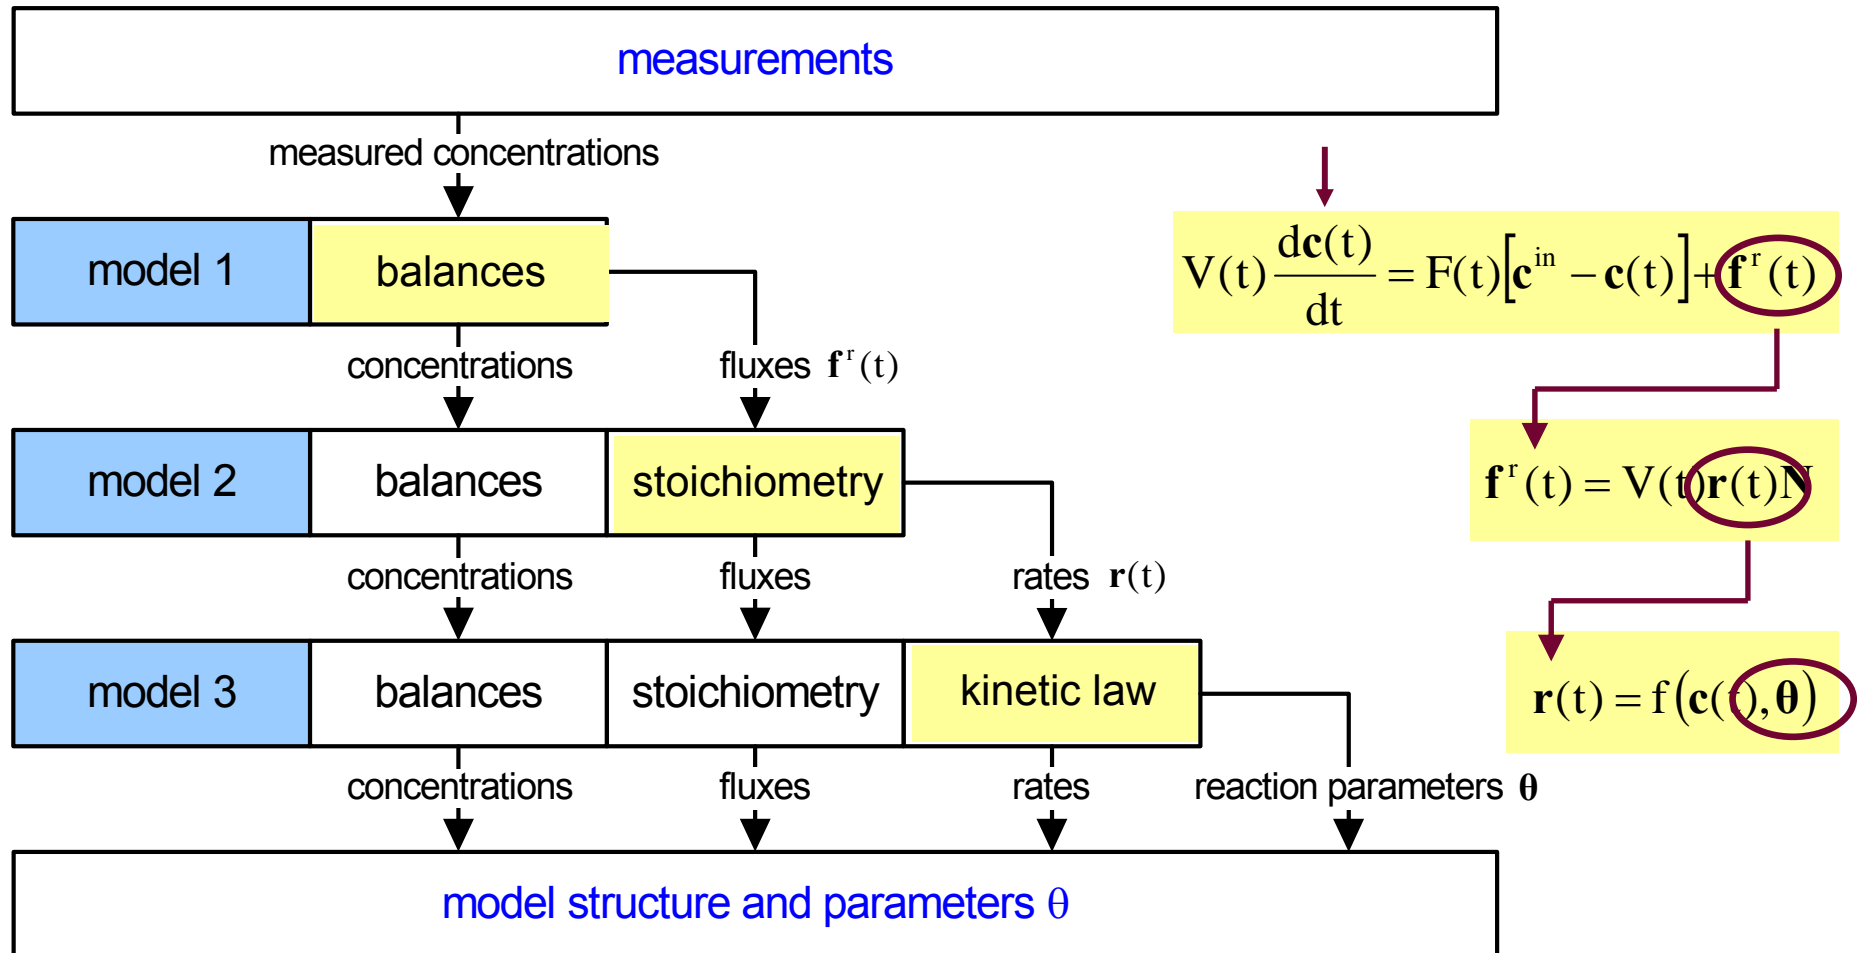 measurements
measured concentrations
model 1 balances
V(t) dc(t)/dt = F(t)[c^in − c(t)] + f^r(t)
concentrations fluxes f^r(t)
model 2 balances stoichiometry
f^r(t) = V(t)r(t)N
concentrations fluxes rates r(t)
model 3 balances stoichiometry kinetic law
r(t) = f(c(t), θ)
concentrations fluxes rates reaction parameters θ
model structure and parameters θ